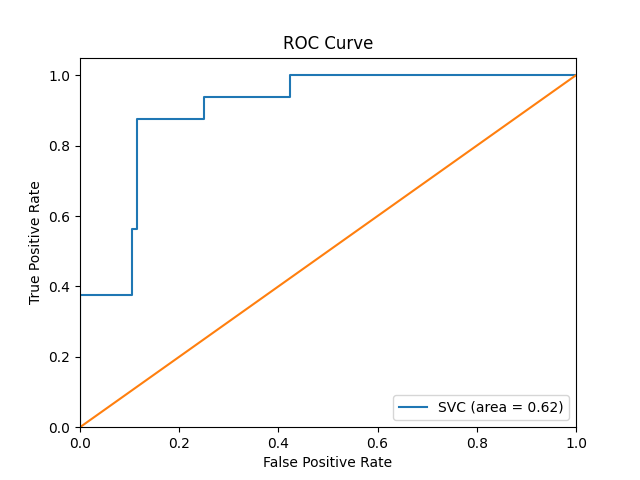 ROC Curve
1.0
0.8
0.6
0.4
0.2
0.0
True Positive Rate
SVC (area = 0.62)
0.0 0.2 0.4 0.6 0.8 1.0
False Positive Rate